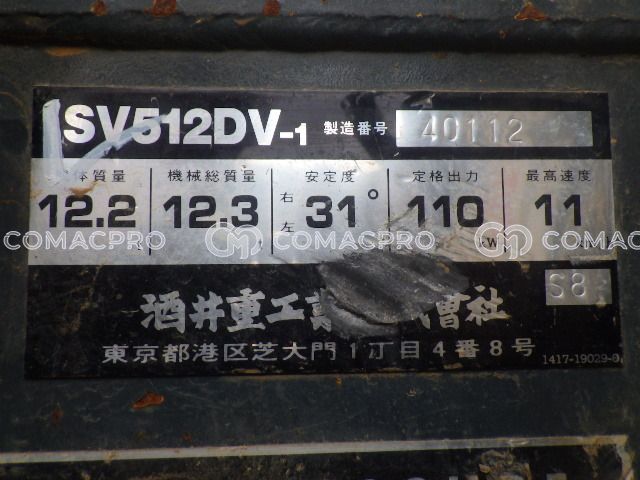 SV512DV-1 製造番号 40112
体質量 機械総質量 安定度 定格出力 最高速度
12.2 12.3 右 左 31° 110 kW 11
COMACPRO COMACPRO COMAC
S8
酒井重工業 会社
東京都港区芝大門1丁目4番8号
1417-19029-0